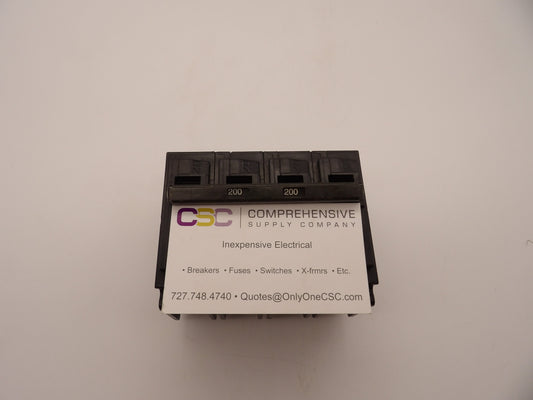 200 200
CSC COMPREHENSIVE
SUPPLY COMPANY
Inexpensive Electrical
• Breakers • Fuses • Switches • X-frmrs • Etc.
727.748.4740 • Quotes@OnlyOneCSC.com